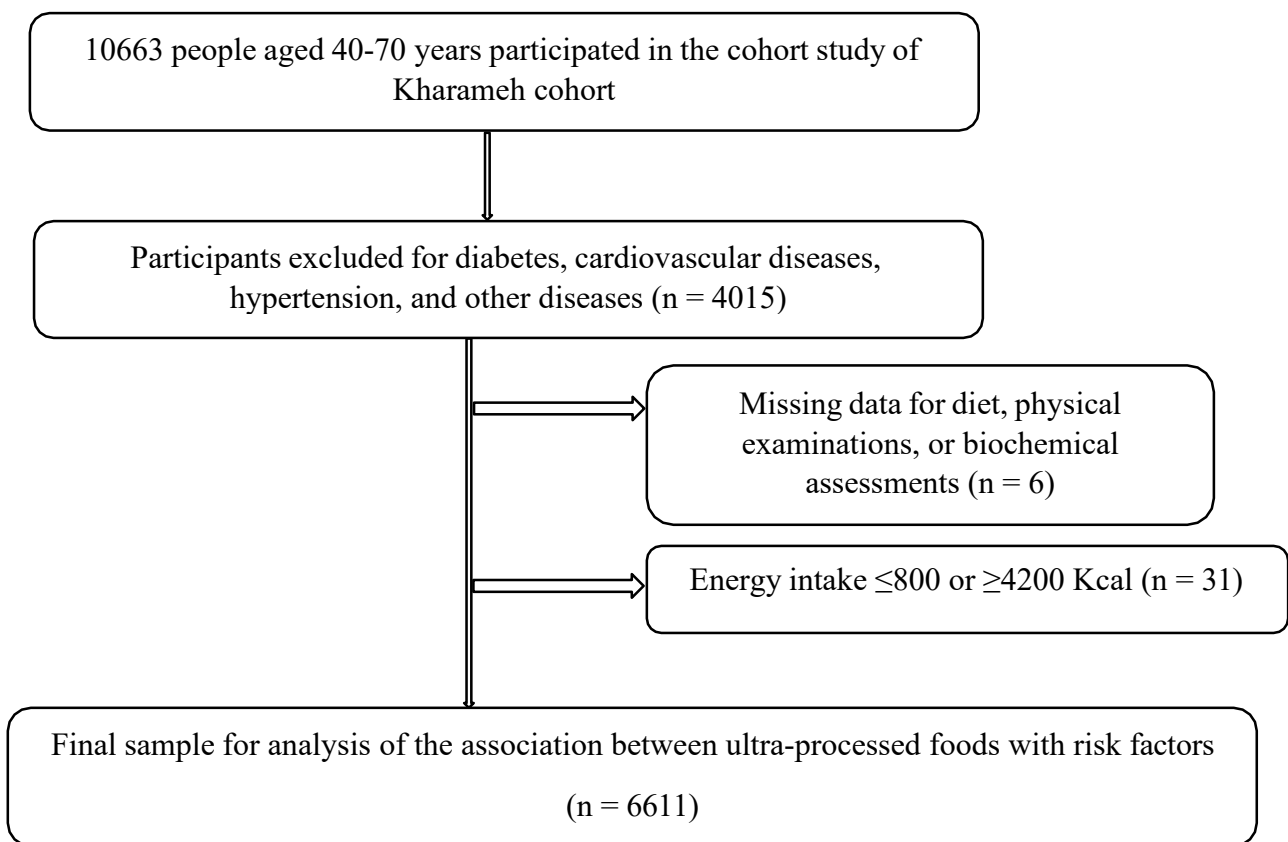 10663 people aged 40-70 years participated in the cohort study of
Kharameh cohort
Participants excluded for diabetes, cardiovascular diseases,
hypertension, and other diseases (n = 4015)
Missing data for diet, physical
examinations, or biochemical
assessments (n = 6)
Energy intake ≤800 or ≥4200 Kcal (n = 31)
Final sample for analysis of the association between ultra-processed foods with risk factors
(n = 6611)